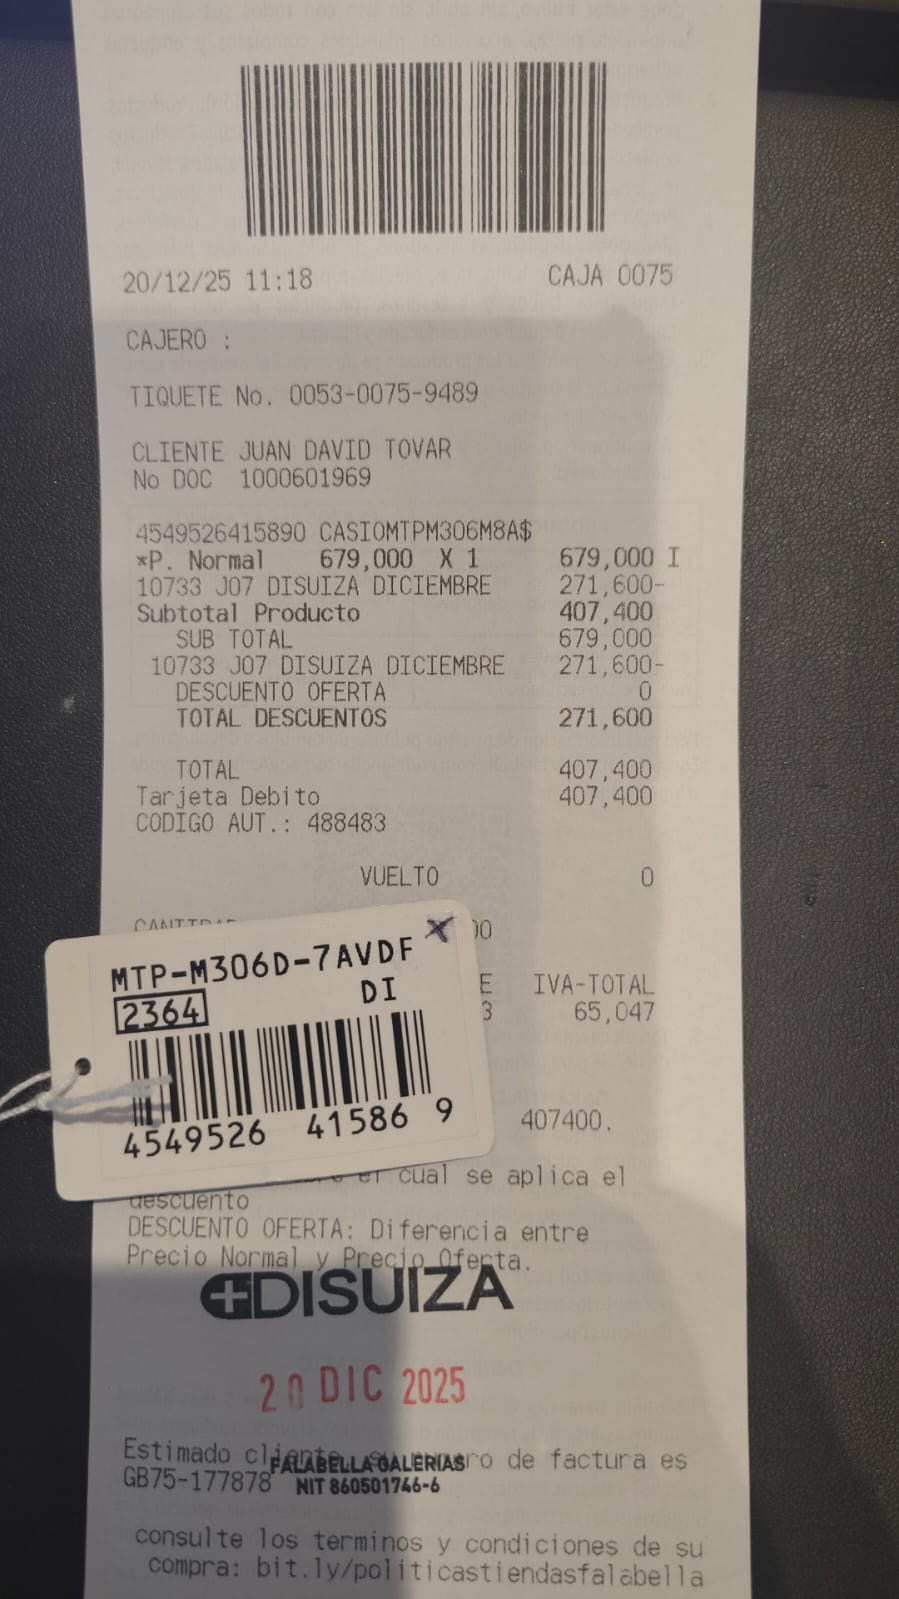 20/12/25 11:18 CAJA 0075
CAJERO :
TIQUETE No. 0053-0075-9489
CLIENTE JUAN DAVID TOVAR
No DOC 1000601969
4549526415890 CASIOMTPM306M8A$
*P. Normal 679,000 X 1 679,000 I
10733 J07 DISUIZA DICIEMBRE 271,600-
Subtotal Producto 407,400
SUB TOTAL 679,000
10733 J07 DISUIZA DICIEMBRE 271,600-
DESCUENTO OFERTA 0
TOTAL DESCUENTOS 271,600
TOTAL 407,400
Tarjeta Debito 407,400
CODIGO AUT.: 488483
VUELTO 0
MTP-M306D-7AVDF
DI
2364
4549526 41586 9
IVA-TOTAL
65,047
407400.
cual se aplica el
descuento
DESCUENTO OFERTA: Diferencia entre
Precio Normal y Precio Oferta.
DISUIZA
20 DIC 2025
Estimado cliente, su numero de factura es
GB75-177878
FALABELLA GALERIAS
NIT 860501746-6
consulte los terminos y condiciones de su
compra: bit.ly/politicastiendasfalabella